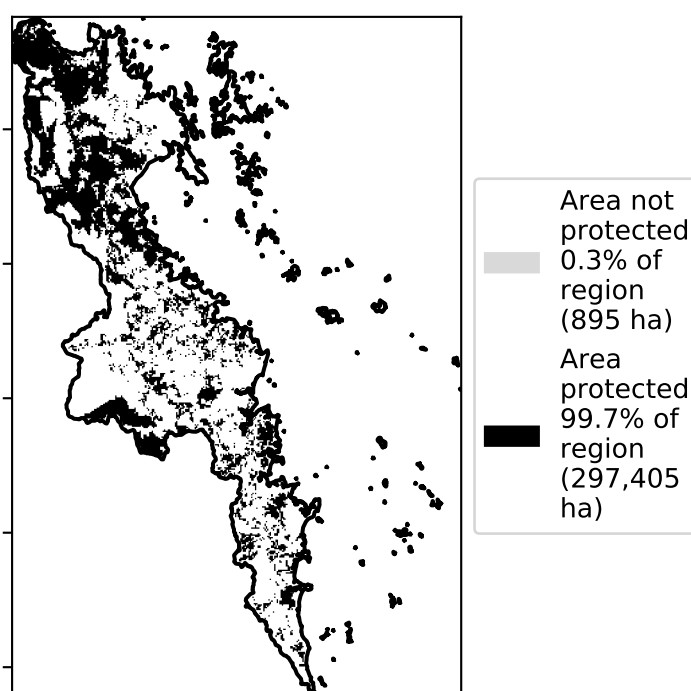 Area not
protected
0.3% of
region
(895 ha)
Area
protected
99.7% of
region
(297,405
ha)